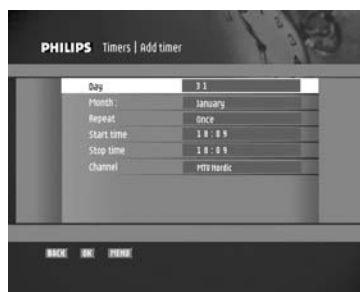 PHILIPS Timers | Add timer
Day 31
Month : January
Repeat Once
Start time 18:09
Stop time 18:09
Channel MTV Nordic
BACK OK MENU